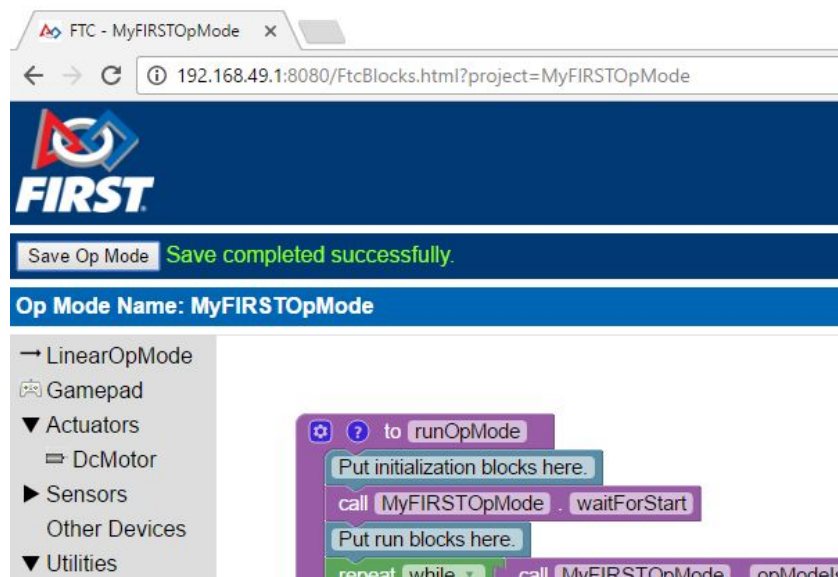 FTC - MyFIRSTOpMode
192.168.49.1:8080/FtcBlocks.html?project=MyFIRSTOpMode
FIRST
Save Op Mode Save completed successfully.
Op Mode Name: MyFIRSTOpMode
LinearOpMode
Gamepad
Actuators
DcMotor
Sensors
Other Devices
Utilities
to runOpMode
Put initialization blocks here.
call MyFIRSTOpMode . waitForStart
Put run blocks here.
repeat while call MyFIRSTOpMode . opModeIs